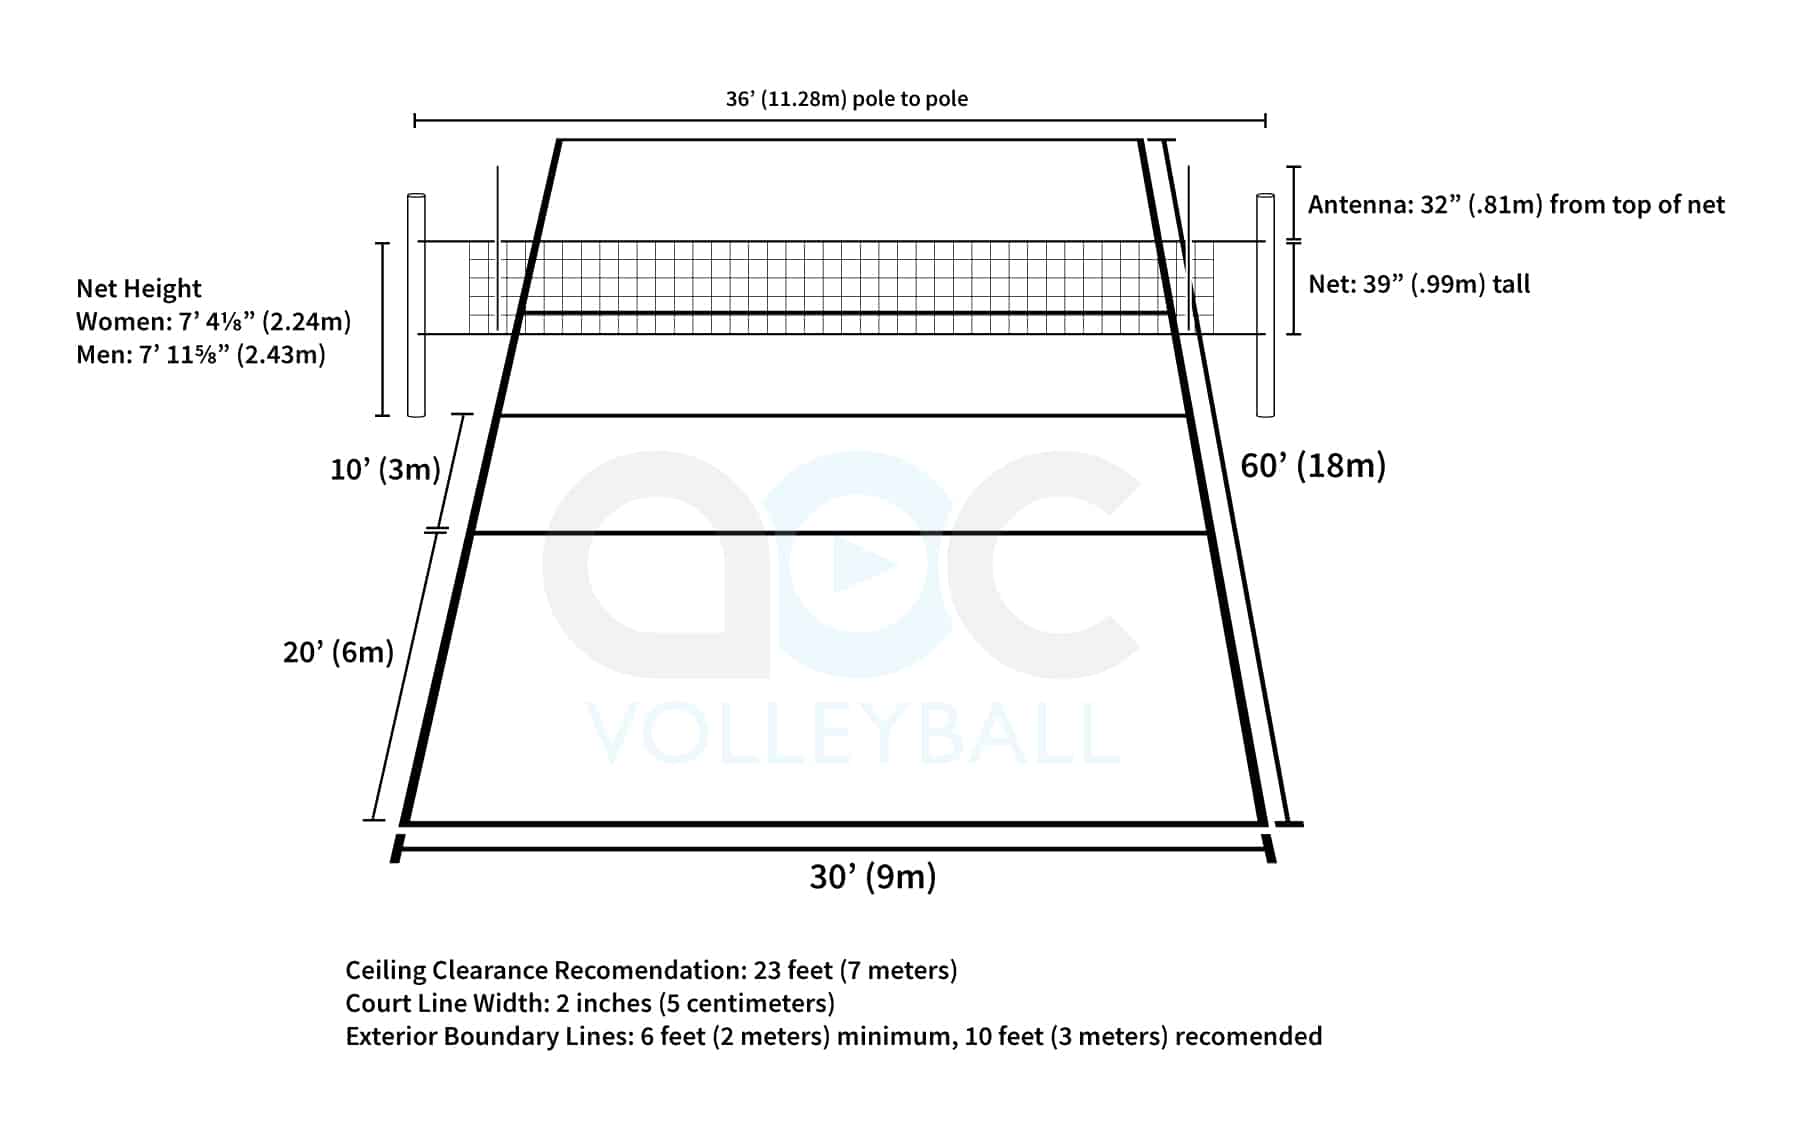 36’ (11.28m) pole to pole
Antenna: 32” (.81m) from top of net
Net: 39” (.99m) tall
Net Height
Women: 7’ 4⅛” (2.24m)
Men: 7’ 11⅝” (2.43m)
10’ (3m)
60’ (18m)
20’ (6m)
aoc
VOLLEYBALL
30’ (9m)
Ceiling Clearance Recomendation: 23 feet (7 meters)
Court Line Width: 2 inches (5 centimeters)
Exterior Boundary Lines: 6 feet (2 meters) minimum, 10 feet (3 meters) recomended